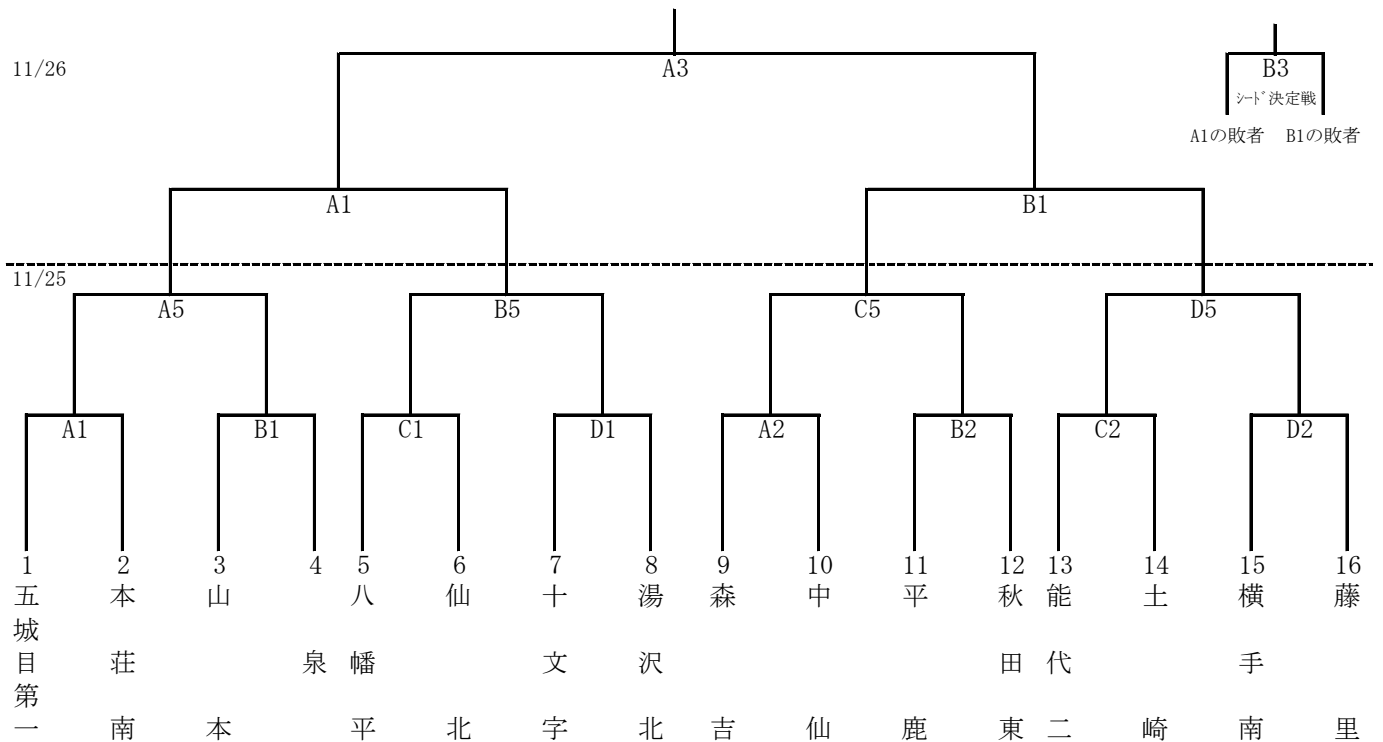 11/26
A3
B3
シード決定戦
A1の敗者 B1の敗者
A1
B1
11/25
A5
B5
C5
D5
A1
B1
C1
D1
A2
B2
C2
D2
1 五城目第一
2 本荘南
3 山本
4 泉
5 八幡平
6 仙北
7 十文字
8 湯沢北
9 森吉
10 中仙
11 平鹿
12 秋田東
13 能代二
14 土崎
15 横手南
16 藤里